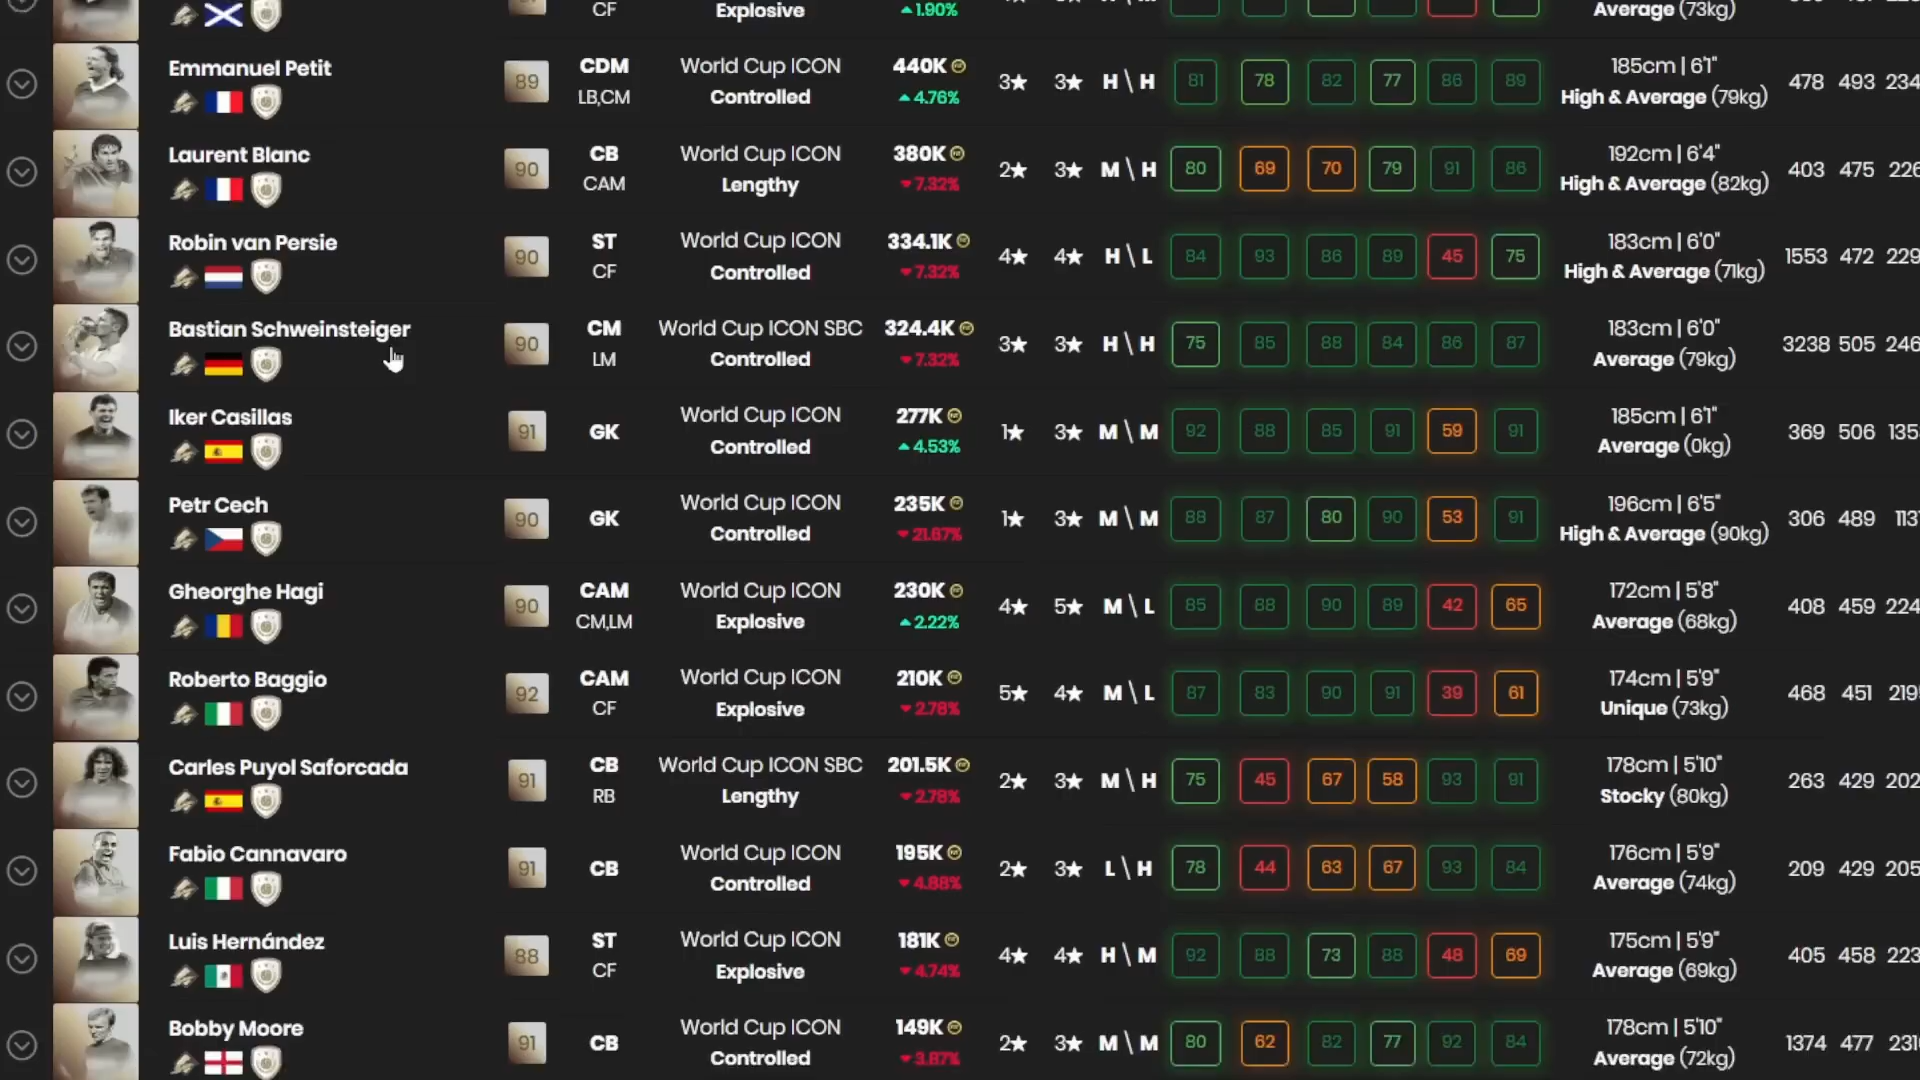 CF Explosive 1.90% Average (73kg)
Emmanuel Petit 89 CDM LB,CM World Cup ICON Controlled 440K 4.76% 3★ 3★ H \ H 81 78 82 77 86 89 185cm | 6'1" High & Average (79kg) 478 493 234
Laurent Blanc 90 CB CAM World Cup ICON Lengthy 380K 7.32% 2★ 3★ M \ H 80 69 70 79 91 86 192cm | 6'4" High & Average (82kg) 403 475 226
Robin van Persie 90 ST CF World Cup ICON Controlled 334.1K 7.32% 4★ 4★ H \ L 84 93 86 89 45 75 183cm | 6'0" High & Average (71kg) 1553 472 229
Bastian Schweinsteiger 90 CM LM World Cup ICON SBC Controlled 324.4K 7.32% 3★ 3★ H \ H 75 85 88 84 86 87 183cm | 6'0" Average (79kg) 3238 505 246
Iker Casillas 91 GK World Cup ICON Controlled 277K 4.53% 1★ 3★ M \ M 92 88 85 91 59 91 185cm | 6'1" Average (0kg) 369 506 135
Petr Cech 90 GK World Cup ICON Controlled 235K 21.67% 1★ 3★ M \ M 88 87 80 90 53 91 196cm | 6'5" High & Average (90kg) 306 489 113
Gheorghe Hagi 90 CAM CM,LM World Cup ICON Explosive 230K 2.22% 4★ 5★ M \ L 85 88 90 89 42 65 172cm | 5'8" Average (68kg) 408 459 224
Roberto Baggio 92 CAM CF World Cup ICON Explosive 210K 2.78% 5★ 4★ M \ L 87 83 90 91 39 61 174cm | 5'9" Unique (73kg) 468 451 219
Carles Puyol Saforcada 91 CB RB World Cup ICON SBC Lengthy 201.5K 2.78% 2★ 3★ M \ H 75 45 67 58 93 91 178cm | 5'10" Stocky (80kg) 263 429 202
Fabio Cannavaro 91 CB World Cup ICON Controlled 195K 4.88% 2★ 3★ L \ H 78 44 63 67 93 84 176cm | 5'9" Average (74kg) 209 429 205
Luis Hernández 88 ST CF World Cup ICON Explosive 181K 4.74% 4★ 4★ H \ M 92 88 73 88 48 69 175cm | 5'9" Average (69kg) 405 458 223
Bobby Moore 91 CB World Cup ICON Controlled 149K 3.87% 2★ 3★ M \ M 80 62 82 77 92 84 178cm | 5'10" Average (72kg) 1374 477 231